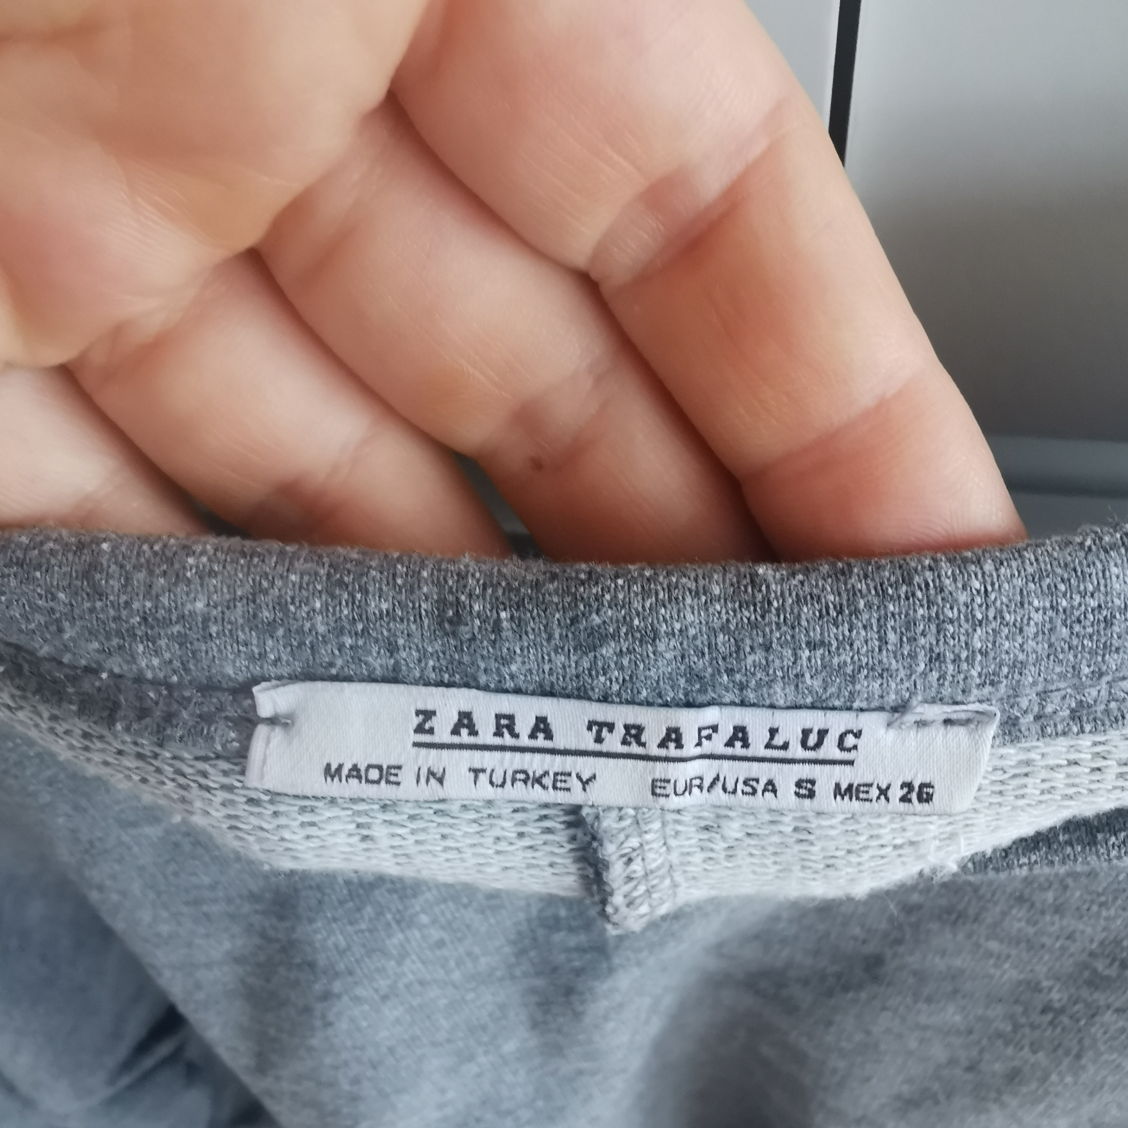 ZARA TRAFALUC
MADE IN TURKEY EUR/USA S MEX 26